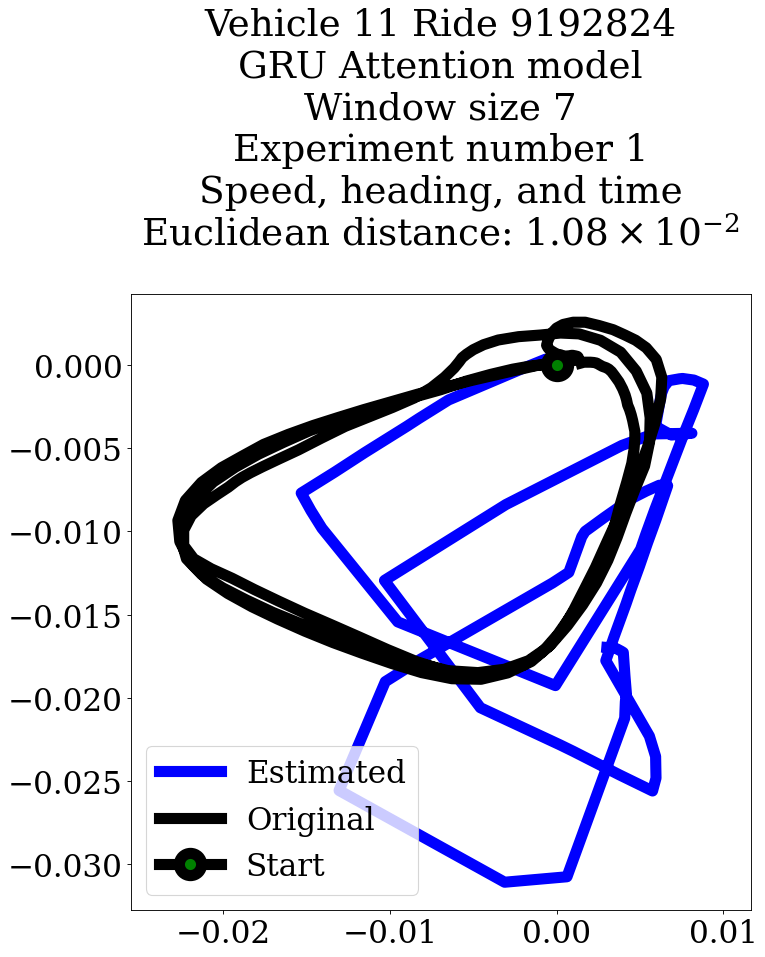 Vehicle 11 Ride 9192824
GRU Attention model
Window size 7
Experiment number 1
Speed, heading, and time
Euclidean distance: 1.08 × 10⁻²
0.000
−0.005
−0.010
−0.015
−0.020
−0.025
−0.030
Estimated
Original
Start
−0.02 −0.01 0.00 0.01